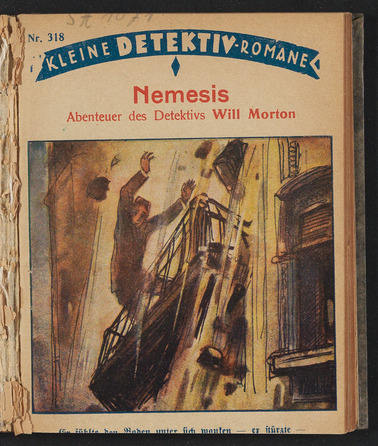 Nr. 318
KLEINE DETEKTIV-ROMANE
Nemesis
Abenteuer des Detektivs Will Morton
Er fühlte den Boden unter sich wanken — er stürzte —